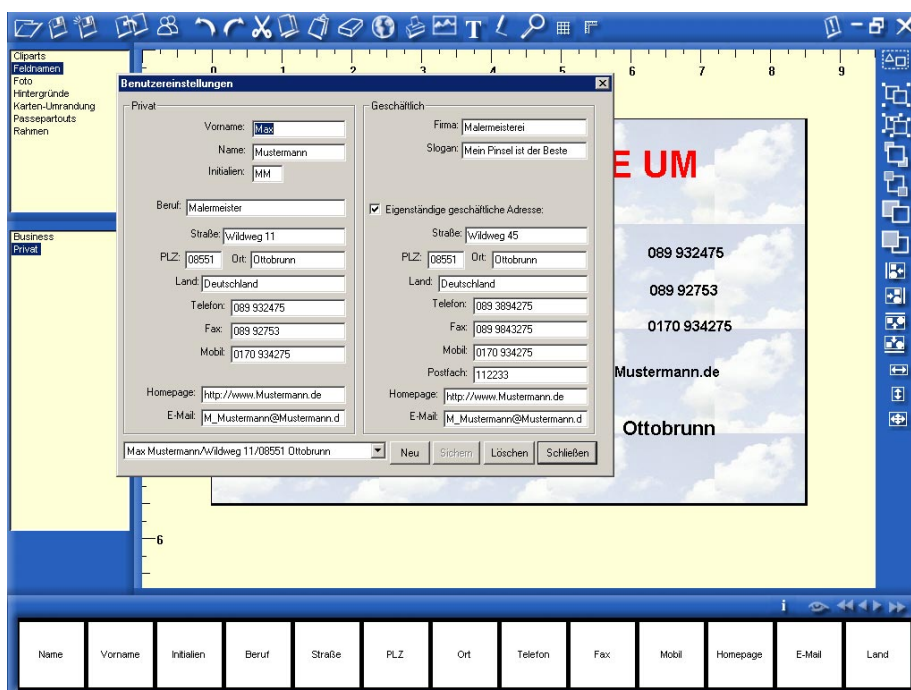 T
Cliparts
Feldnamen
Foto
Hintergründe
Karten-Umrandung
Passepartouts
Rahmen
Business
Privat
0 1 2 3 4 5 6 7 8 9
6
Benutzereinstellungen
Privat
Vorname: Max
Name: Mustermann
Initialien: MM
Beruf: Malermeister
Straße: Wildweg 11
PLZ: 08551 Ort: Ottobrunn
Land: Deutschland
Telefon: 089 932475
Fax: 089 92753
Mobil: 0170 934275
Homepage: http://www.Mustermann.de
E-Mail: M_Mustermann@Mustermann.d
Geschäftlich
Firma: Malermeisterei
Slogan: Mein Pinsel ist der Beste
Eigenständige geschäftliche Adresse:
Straße: Wildweg 45
PLZ: 08551 Ort: Ottobrunn
Land: Deutschland
Telefon: 089 3894275
Fax: 089 9843275
Mobil: 0170 934275
Postfach: 112233
Homepage: http://www.Mustermann.de
E-Mail: M_Mustermann@Mustermann.d
Max Mustermann/Wildweg 11/08551 Ottobrunn
Neu Sichern Löschen Schließen
E UM
089 932475
089 92753
0170 934275
Mustermann.de
Ottobrunn
i
Name Vorname Initialien Beruf Straße PLZ Ort Telefon Fax Mobil Homepage E-Mail Land